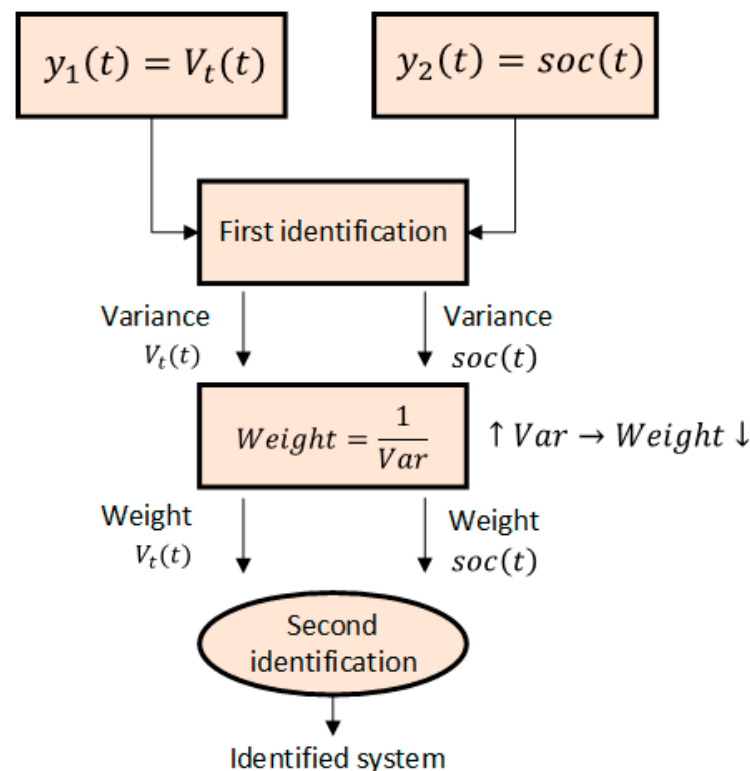 y₁(t) = Vₜ(t)
y₂(t) = soc(t)
First identification
Variance
Vₜ(t)
Variance
soc(t)
Weight = 1/Var
↑ Var → Weight ↓
Weight
Vₜ(t)
Weight
soc(t)
Second
identification
Identified system